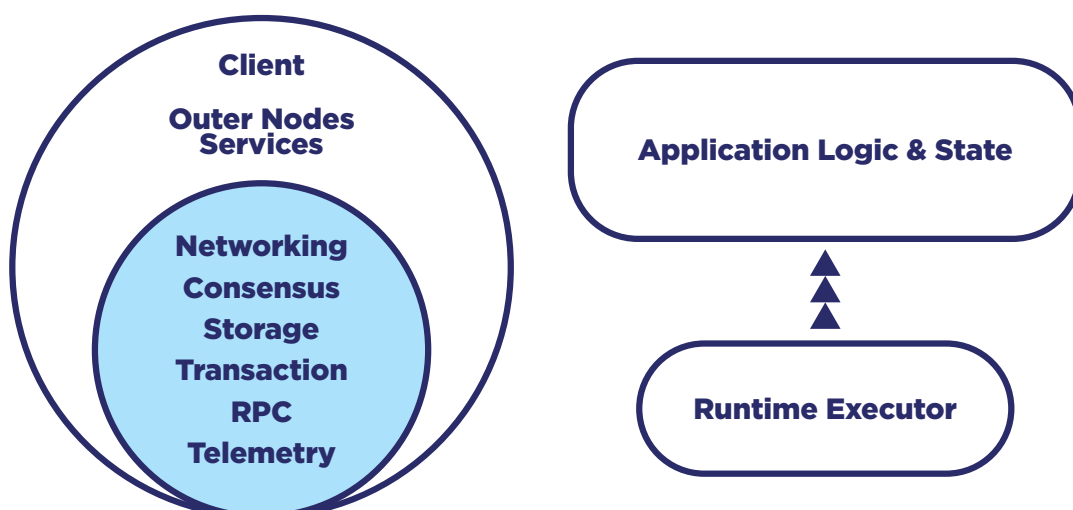 Client
Outer Nodes
Services
Networking
Consensus
Storage
Transaction
RPC
Telemetry
Application Logic & State
Runtime Executor